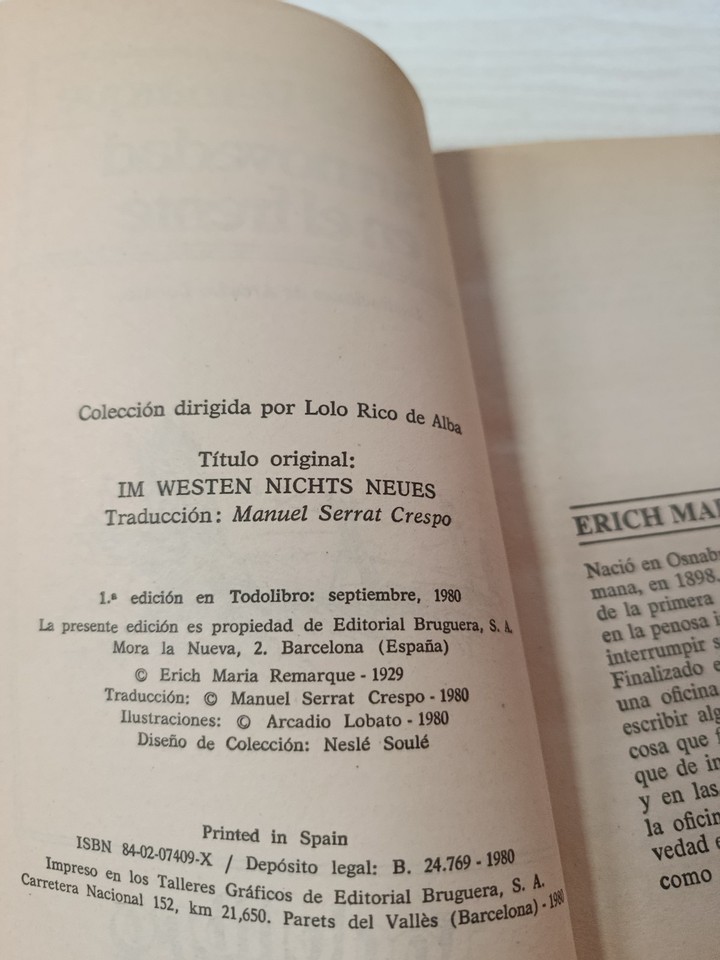 Colección dirigida por Lolo Rico de Alba
Título original:
IM WESTEN NICHTS NEUES
Traducción: Manuel Serrat Crespo
1.ª edición en Todolibro: septiembre, 1980
La presente edición es propiedad de Editorial Bruguera, S. A.
Mora la Nueva, 2. Barcelona (España)
© Erich Maria Remarque - 1929
Traducción: © Manuel Serrat Crespo - 1980
Ilustraciones: © Arcadio Lobato - 1980
Diseño de Colección: Neslé Soulé
Printed in Spain
ISBN 84-02-07409-X / Depósito legal: B. 24.769 - 1980
Impreso en los Talleres Gráficos de Editorial Bruguera, S. A.
Carretera Nacional 152, km 21,650. Parets del Vallès (Barcelona) - 1980
ERICH MAR
Nació en Osnabr
mana, en 1898.
de la primera
en la penosa
interrumpir
Finalizado
una oficina
escribir alg
cosa que
que de
y en las
la oficin
vedad
como